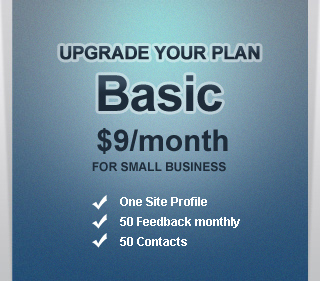 UPGRADE YOUR PLAN
Basic
$9/month
FOR SMALL BUSINESS
One Site Profile
50 Feedback monthly
50 Contacts